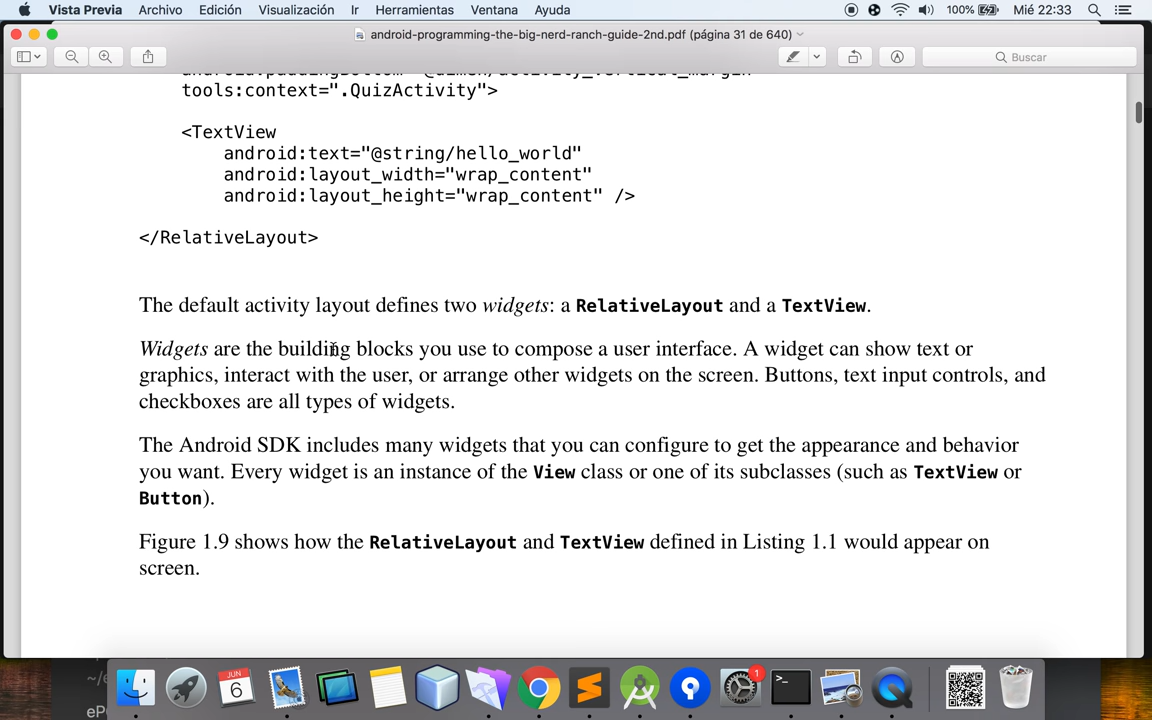 Vista Previa Archivo Edición Visualización Ir Herramientas Ventana Ayuda 100% Mié 22:33
android-programming-the-big-nerd-ranch-guide-2nd.pdf (página 31 de 640)
Buscar
tools:context=".QuizActivity">
<TextView
android:text="@string/hello_world"
android:layout_width="wrap_content"
android:layout_height="wrap_content" />
</RelativeLayout>
The default activity layout defines two widgets: a RelativeLayout and a TextView.
Widgets are the building blocks you use to compose a user interface. A widget can show text or
graphics, interact with the user, or arrange other widgets on the screen. Buttons, text input controls, and
checkboxes are all types of widgets.
The Android SDK includes many widgets that you can configure to get the appearance and behavior
you want. Every widget is an instance of the View class or one of its subclasses (such as TextView or
Button).
Figure 1.9 shows how the RelativeLayout and TextView defined in Listing 1.1 would appear on
screen.
JUN
6
1